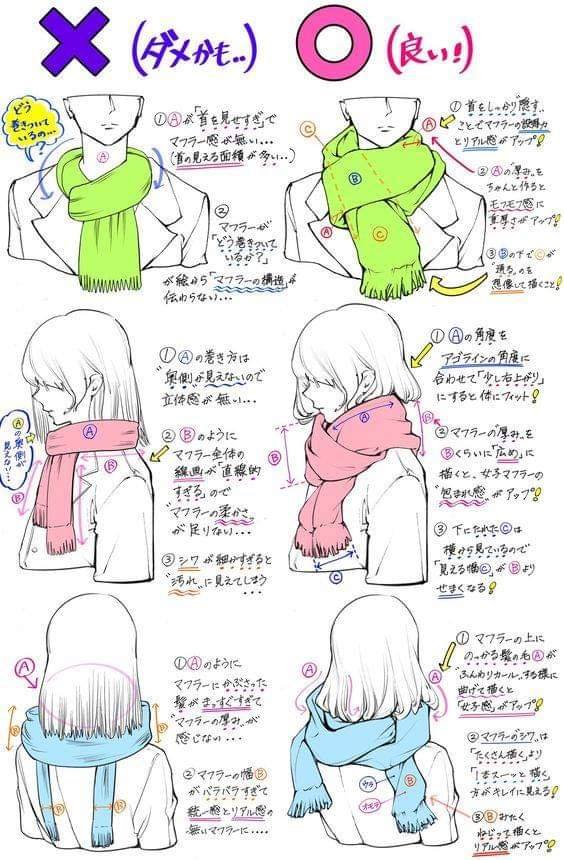 (ダメかも..)
(良い!)
どう
巻きついて
いるの…
?
A
① Ⓐが「首を見せすぎ」で
マフラー感が無い…
(首の見える面積が多い…)
②
マフラーが
「どう巻きついて
いるか?」
が絵から「マフラーの構造」が
伝わらない…
C
B
A
C
A
① 首をしっかり"隠す"
ことでマフラーの説得力
とリアル感がアップ!
② Ⓐの"厚み"を
ちゃんと作ると
モフモフ感に
重厚さがアップ!
③ Ⓑの下でⒸが
"通る"のを
想像して描くこと!
Ⓐの奥側が
見えない…
A
B
B
① Ⓐの巻き方は
"奥側が見えない"ので
立体感が無い…
② Ⓑのように
マフラー全体の
線画が「直線的
すぎる」ので
"マフラーの柔かさ"
が足りない…
③ シワが細かすぎると
"汚れ"に見えてしまう…
A
B
B
C
① Ⓐの角度を
アゴラインの角度に
合わせて「少し右上がり」
にすると体にフィット!
② マフラーの"厚み"を
Ⓑくらいに「広め」に
描くと、女子マフラーの
"包まれ感"がアップ!
③ 下にたれたⒸは
横から見ているので
「見える幅Ⓒ」がⒷより
せまくなる!
A
B
B
B
B
① Ⓐのように
マフラーにかぶさった
髪がまっすぐすぎて
"マフラーの厚み"が
感じない…
② マフラーの幅Ⓑ
がバラバラすぎて
統一感とリアル感の
無いマフラーに…
A
A
ウラ
オモテ
B
① マフラーの上に
のっかる髪の毛Ⓐが
"ふんわりカール"する様に
曲げて描くと
「女子感」がアップ!
② マフラーの"シワ"は
「たくさん描く」より
「1本スーッと描く」
方がキレイに見える!
③ Ⓑみたく
ねじって描くと
リアル感がアップ!